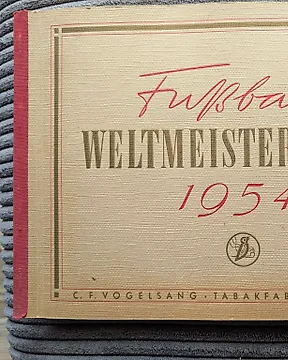 Fußba
WELTMEISTER
1954
C.F.VOGELSANG · TABAKFAB